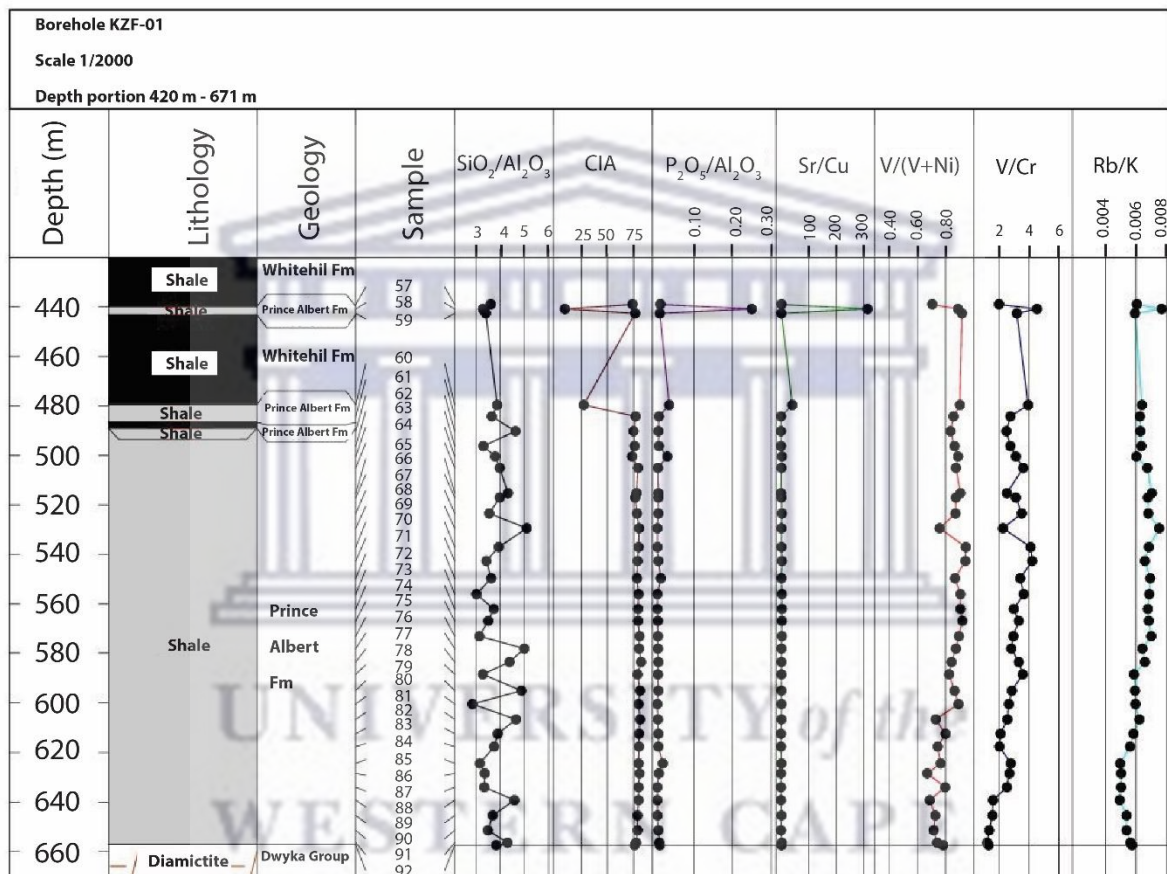 Borehole KZF-01
Scale 1/2000
Depth portion 420 m - 671 m
Depth (m)
Lithology
Geology
Sample
SiO₂/Al₂O₃
CIA
P₂O₅/Al₂O₃
Sr/Cu
V/(V+Ni)
V/Cr
Rb/K
3 4 5 6
25 50 75
0.10 0.20 0.30
100 200 300
0.40 0.60 0.80
2 4 6
0.004 0.006 0.008
440
460
480
500
520
540
560
580
600
620
640
660
Shale
Shale
Shale
Shale
Shale
Shale
Diamictite
Whitehil Fm
Prince Albert Fm
Whitehil Fm
Prince Albert Fm
Prince Albert Fm
Prince
Albert
Fm
Dwyka Group
57
58
59
60
61
62
63
64
65
66
67
68
69
70
71
72
73
74
75
76
77
78
79
80
81
82
83
84
85
86
87
88
89
90
91
92
UNIVERSITY of the
WESTERN CAPE